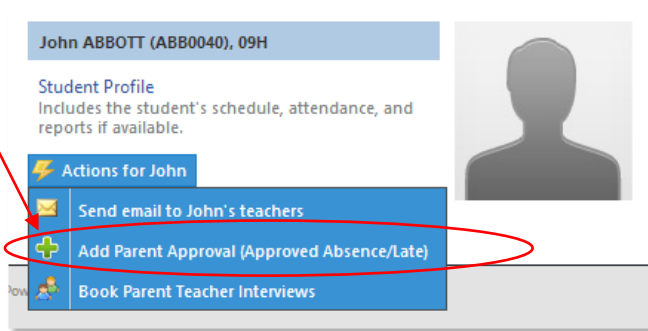 John ABBOTT (ABB0040), 09H
Student Profile
Includes the student's schedule, attendance, and
reports if available.
Actions for John
Send email to John's teachers
Add Parent Approval (Approved Absence/Late)
Book Parent Teacher Interviews